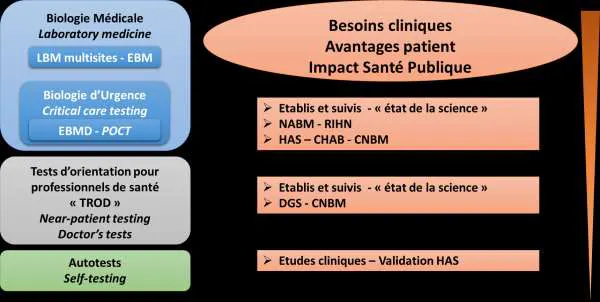 Biologie Médicale
Laboratory medicine
LBM multisites - EBM
Biologie d'Urgence
Critical care testing
EBMD - POCT
Tests d'orientation pour
professionnels de santé
« TROD »
Near-patient testing
Doctor's tests
Autotests
Self-testing
Besoins cliniques
Avantages patient
Impact Santé Publique
➢ Etablis et suivis - « état de la science »
➢ NABM - RIHN
➢ HAS – CHAB - CNBM
➢ Etablis et suivis - « état de la science »
➢ DGS - CNBM
➢ Etudes cliniques – Validation HAS